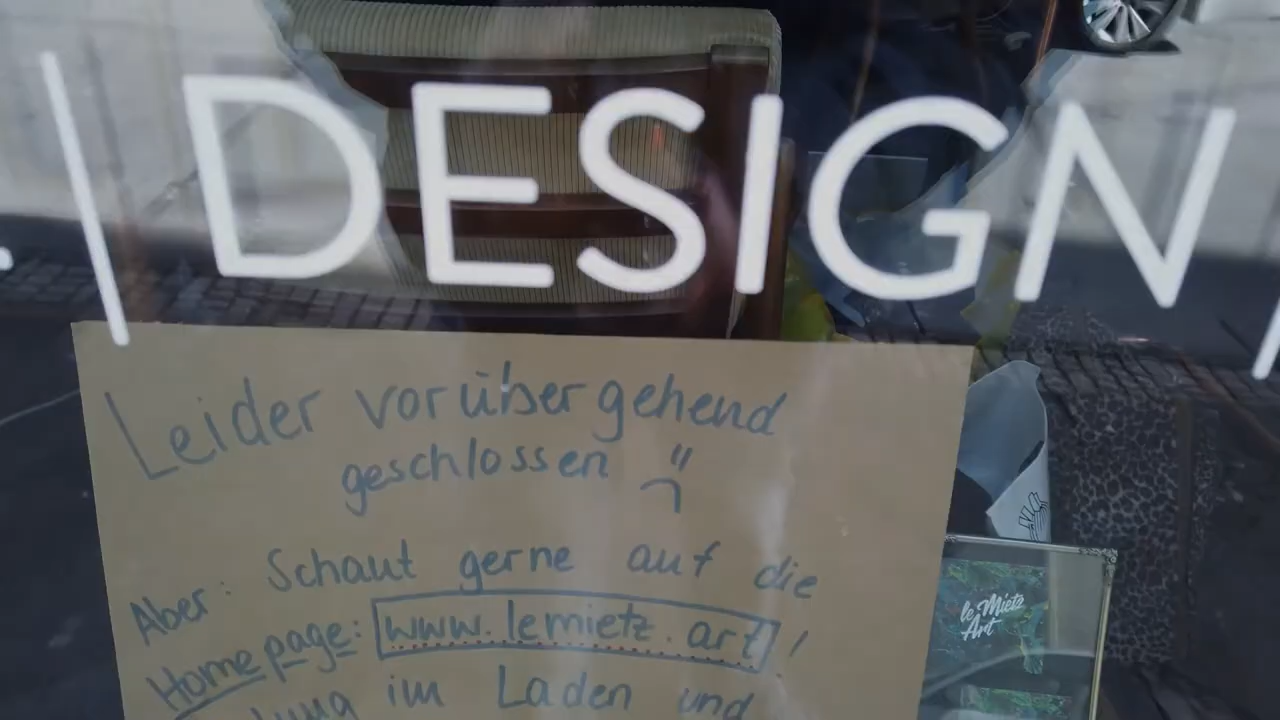 | DESIGN |
Leider vorübergehend
geschlossen
Aber: Schaut gerne auf die
Homepage: www.lemietz.art!
im Laden und
le Mietz
Art